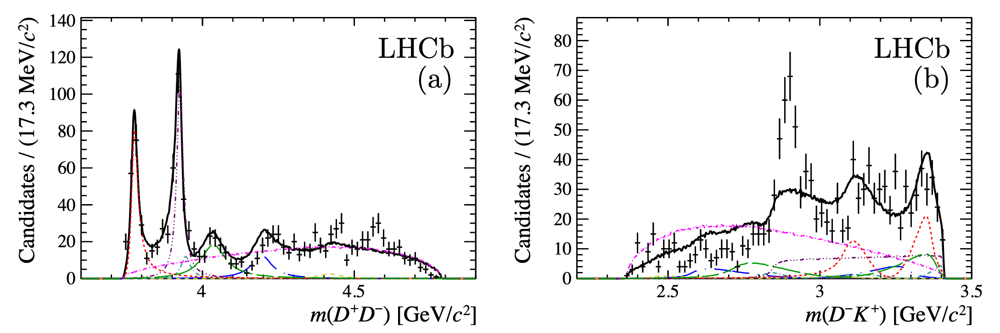 Candidates / (17.3 MeV/c²)
140
120
100
80
60
40
20
0
4
4.5
m(D⁺D⁻) [GeV/c²]
LHCb
(a)
Candidates / (17.3 MeV/c²)
80
70
60
50
40
30
20
10
0
2.5
3
3.5
m(D⁻K⁺) [GeV/c²]
LHCb
(b)